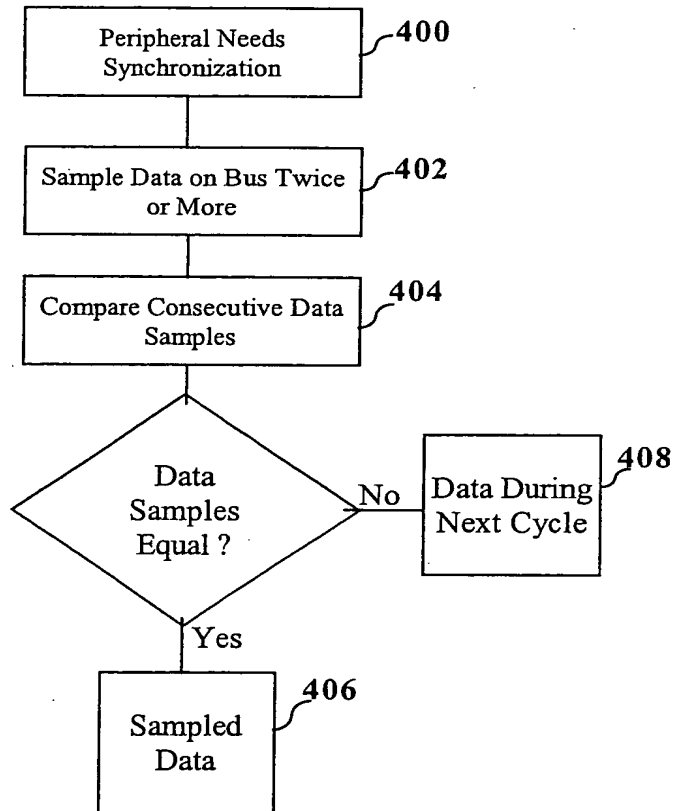 Peripheral Needs
Synchronization
400
Sample Data on Bus Twice
or More
402
Compare Consecutive Data
Samples
404
Data
Samples
Equal ?
No
Data During
Next Cycle
408
Yes
Sampled
Data
406